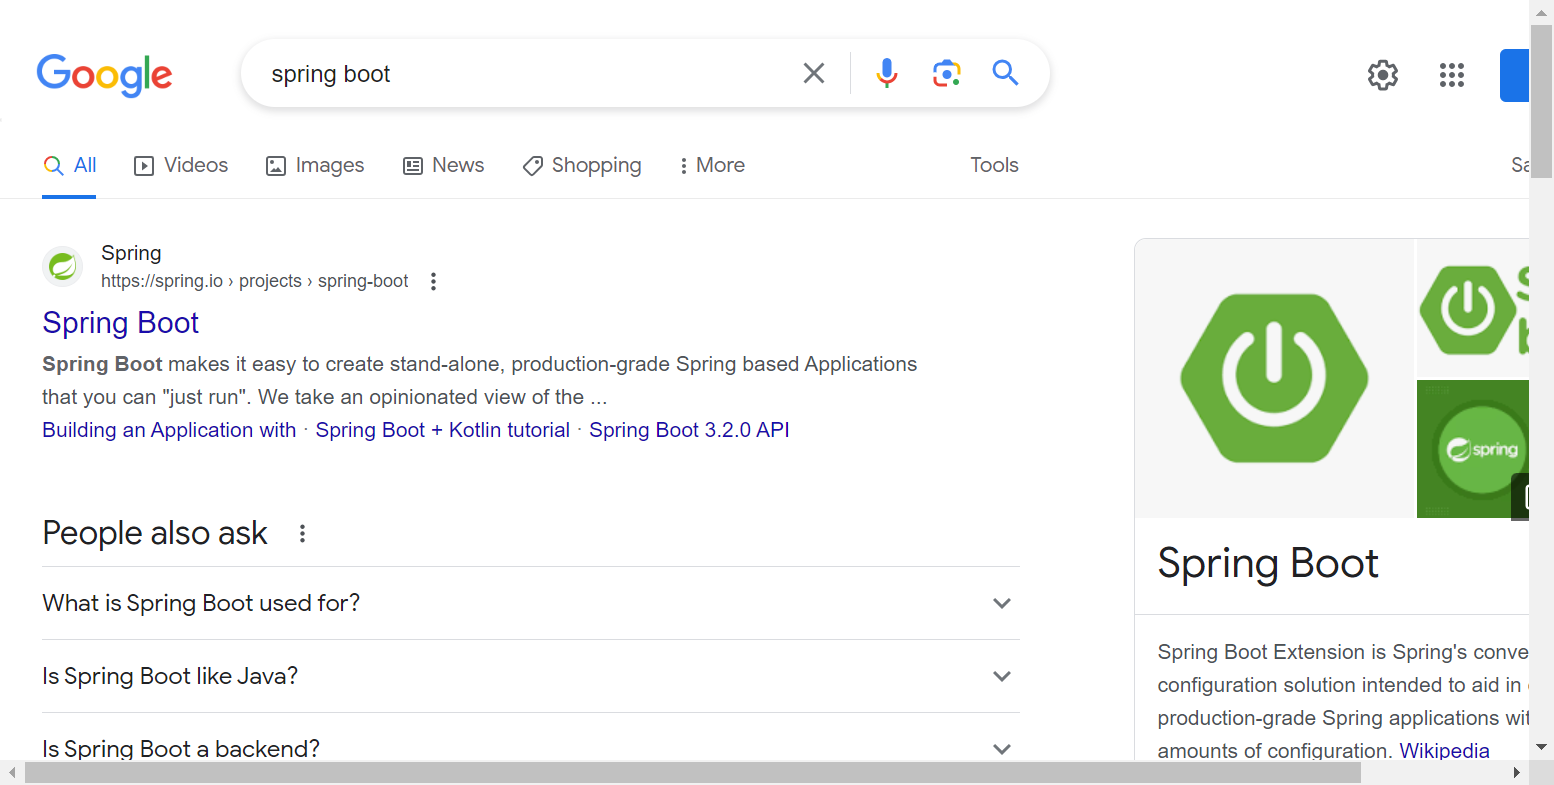 Google
spring boot
All
Videos
Images
News
Shopping
More
Tools
Spring
https://spring.io › projects › spring-boot
Spring Boot
Spring Boot makes it easy to create stand-alone, production-grade Spring based Applications
that you can "just run". We take an opinionated view of the ...
Building an Application with · Spring Boot + Kotlin tutorial · Spring Boot 3.2.0 API
People also ask
What is Spring Boot used for?
Is Spring Boot like Java?
Is Spring Boot a backend?
spring
Spring Boot
Spring Boot Extension is Spring's conve
configuration solution intended to aid in
production-grade Spring applications wit
amounts of configuration. Wikipedia